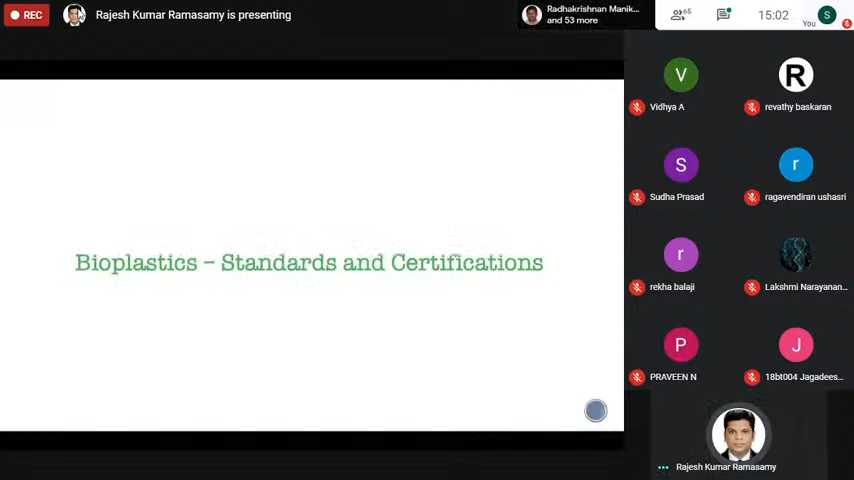 REC
Rajesh Kumar Ramasamy is presenting
Radhakrishnan Manik...
and 53 more
65
15:02
You
S
V
Vidhya A
R
revathy baskaran
S
Sudha Prasad
r
ragavendiran ushasri
Bioplastics – Standards and Certifications
r
rekha balaji
Lakshmi Narayanan...
P
PRAVEEN N
J
18bt004 Jagadees...
Rajesh Kumar Ramasamy